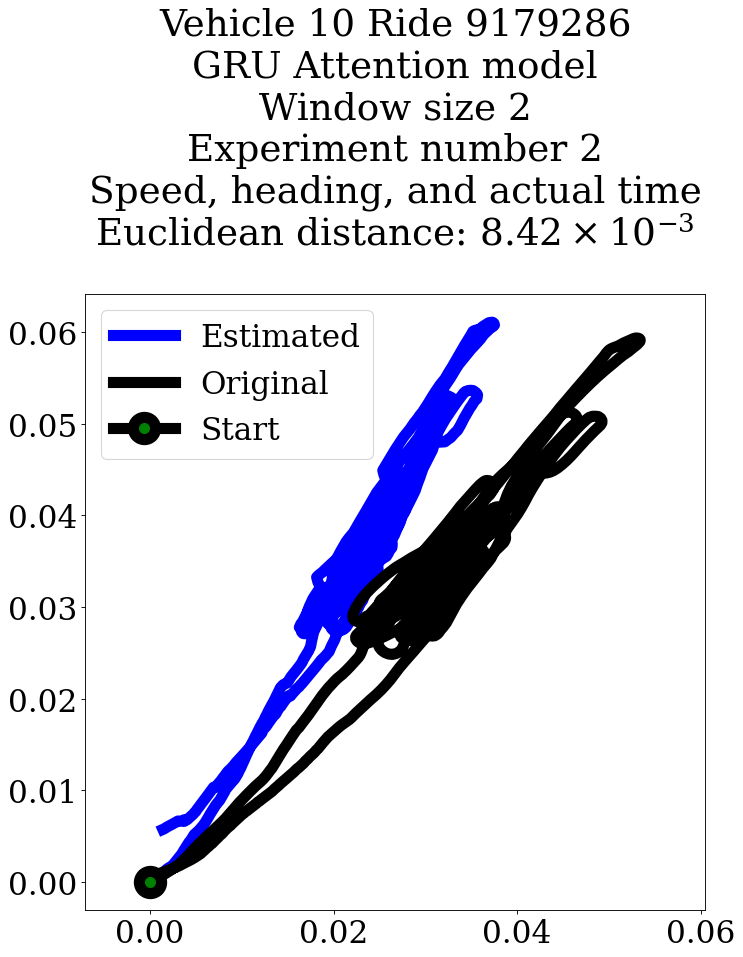 Vehicle 10 Ride 9179286
GRU Attention model
Window size 2
Experiment number 2
Speed, heading, and actual time
Euclidean distance: 8.42 × 10⁻³
Estimated
Original
Start
0.06
0.05
0.04
0.03
0.02
0.01
0.00
0.00 0.02 0.04 0.06